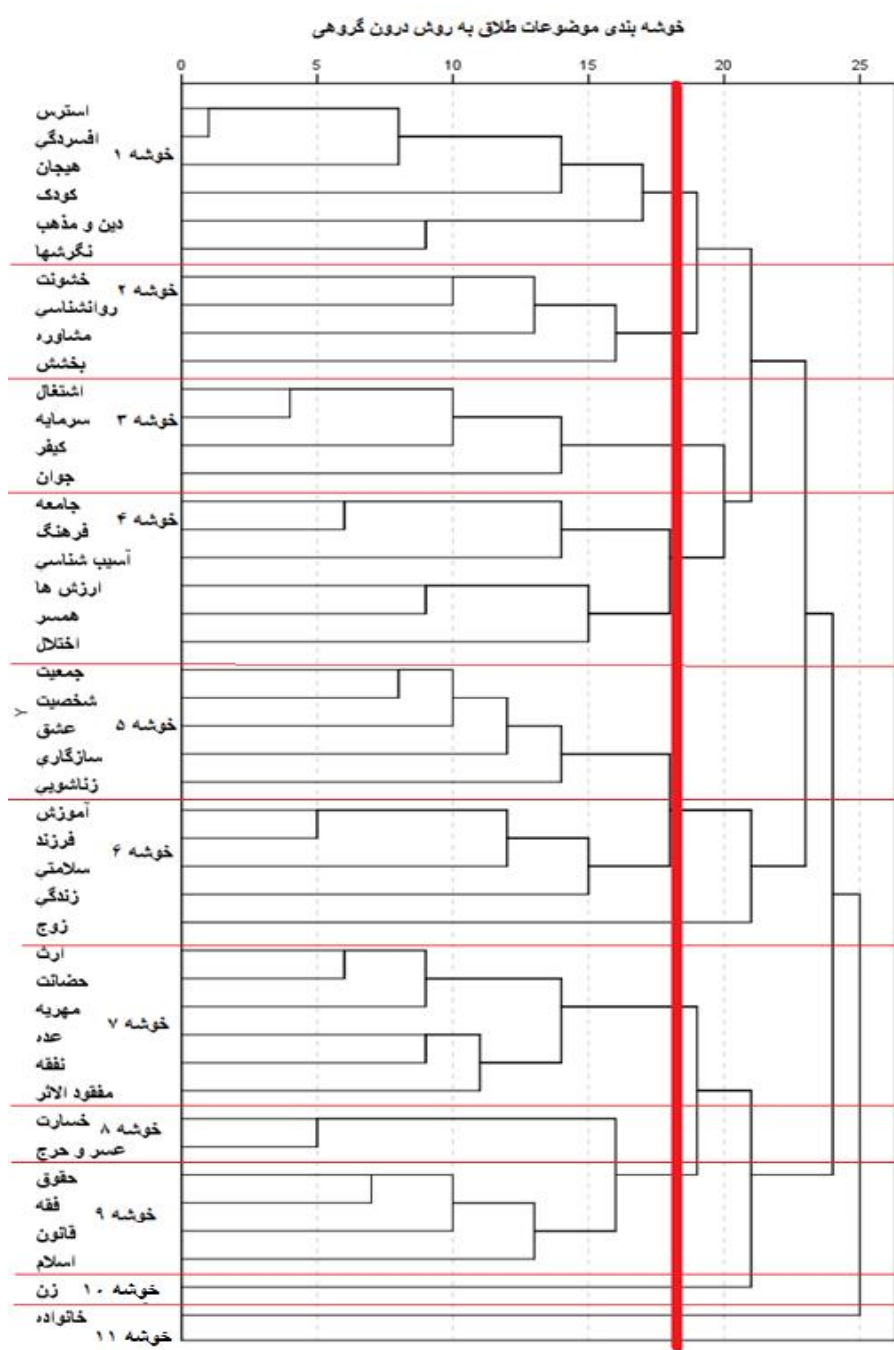 خوشه بندی موضوعات طلاق به روش درون گروهی
0 5 10 15 20 25
استرس
افسردگی
خوشه ۱
هیجان
کودک
دین و مذهب
نگرشها
خشونت
خوشه ۲
روانشناسی
مشاوره
بخشش
اشتغال
سرمایه
خوشه ۳
کیفر
جوان
جامعه
خوشه ۴
فرهنگ
آسیب شناسی
ارزش ها
همسر
اختلال
جمعیت
شخصیت
Y
عشق
خوشه ۵
سازگاری
زناشویی
آموزش
فرزند
خوشه ۶
سلامتی
زندگی
زوج
ارث
حضانت
مهریه
خوشه ۷
عده
نفقه
مفقود الاثر
خسارت
خوشه ۸
عسر و حرج
حقوق
فقه
خوشه ۹
قانون
اسلام
زن
خوشه ۱۰
خانواده
خوشه ۱۱